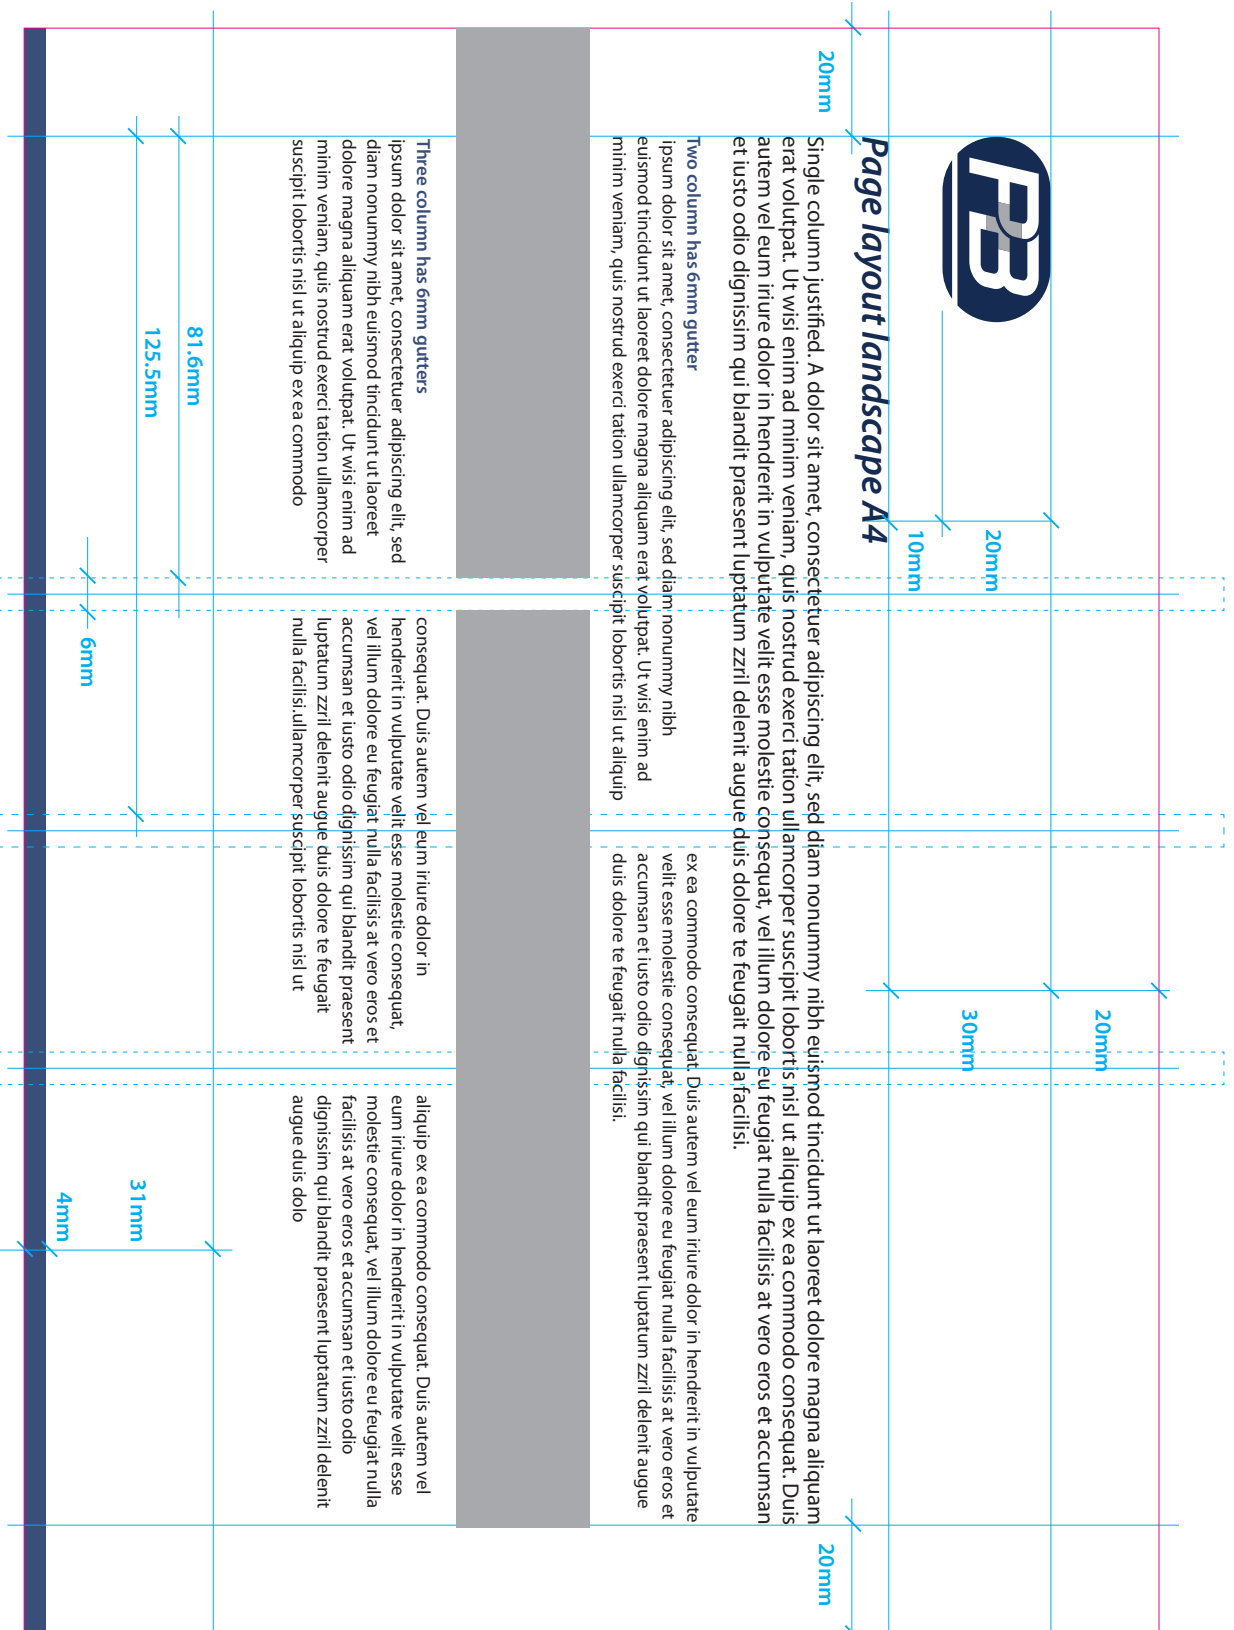 PB
20mm
10mm
20mm
30mm
20mm
Page layout landscape A4
Single column justified. A dolor sit amet, consectetuer adipiscing elit, sed diam nonummy nibh euismod tincidunt ut laoreet dolore magna aliquam
erat volutpat. Ut wisi enim ad minim veniam, quis nostrud exerci tation ullamcorper suscipit lobortis nisl ut aliquip ex ea commodo consequat. Duis
autem vel eum iriure dolor in hendrerit in vulputate velit esse molestie consequat, vel illum dolore eu feugiat nulla facilisis at vero eros et accumsan
et iusto odio dignissim qui blandit praesent luptatum zzril delenit augue duis dolore te feugait nulla facilisi.
20mm
20mm
Two column has 6mm gutter
ipsum dolor sit amet, consectetuer adipiscing elit, sed diam nonummy nibh
euismod tincidunt ut laoreet dolore magna aliquam erat volutpat. Ut wisi enim ad
minim veniam, quis nostrud exerci tation ullamcorper suscipit lobortis nisl ut aliquip
ex ea commodo consequat. Duis autem vel eum iriure dolor in hendrerit in vulputate
velit esse molestie consequat, vel illum dolore eu feugiat nulla facilisis at vero eros et
accumsan et iusto odio dignissim qui blandit praesent luptatum zzril delenit augue
duis dolore te feugait nulla facilisi.
Three column has 6mm gutters
ipsum dolor sit amet, consectetuer adipiscing elit, sed
diam nonummy nibh euismod tincidunt ut laoreet
dolore magna aliquam erat volutpat. Ut wisi enim ad
minim veniam, quis nostrud exerci tation ullamcorper
suscipit lobortis nisl ut aliquip ex ea commodo
consequat. Duis autem vel eum iriure dolor in
hendrerit in vulputate velit esse molestie consequat,
vel illum dolore eu feugiat nulla facilisis at vero eros et
accumsan et iusto odio dignissim qui blandit praesent
luptatum zzril delenit augue duis dolore te feugait
nulla facilisi.ullamcorper suscipit lobortis nisl ut
aliquip ex ea commodo consequat. Duis autem vel
eum iriure dolor in hendrerit in vulputate velit esse
molestie consequat, vel illum dolore eu feugiat nulla
facilisis at vero eros et accumsan et iusto odio
dignissim qui blandit praesent luptatum zzril delenit
augue duis dolo
81.6mm
125.5mm
6mm
31mm
4mm